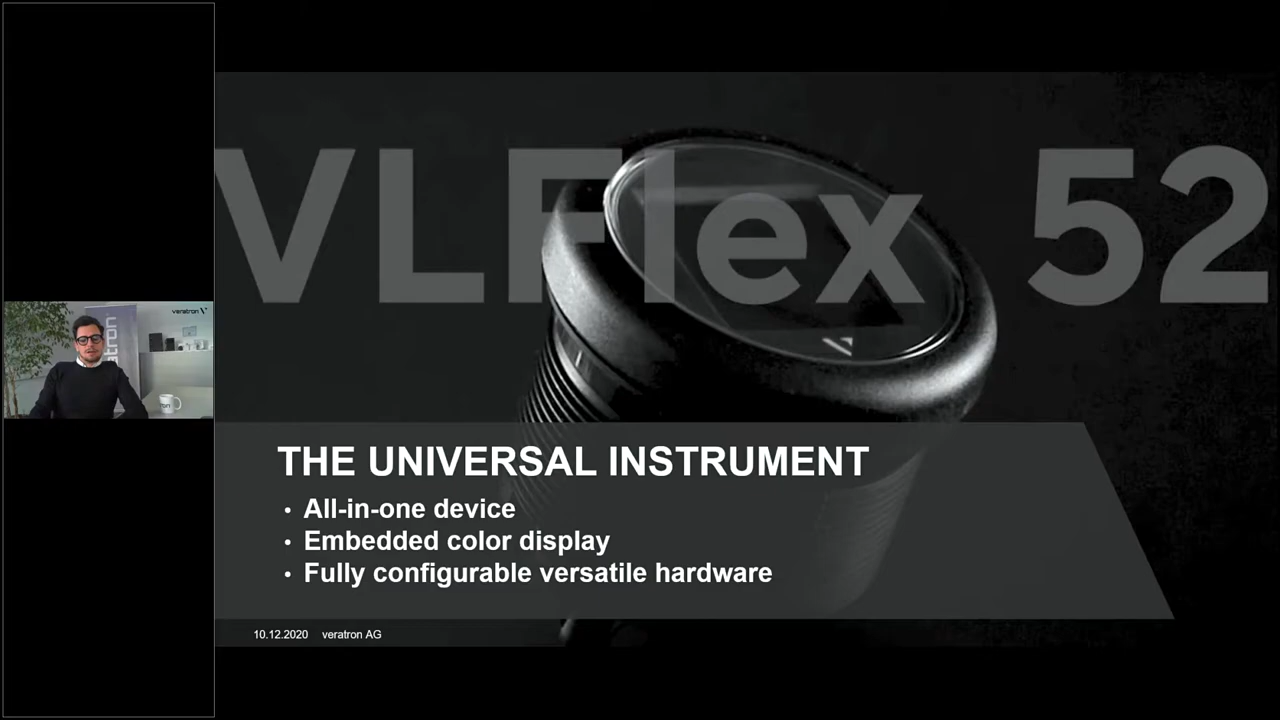 VLFlex 52
veratron
THE UNIVERSAL INSTRUMENT
• All-in-one device
• Embedded color display
• Fully configurable versatile hardware
10.12.2020 veratron AG